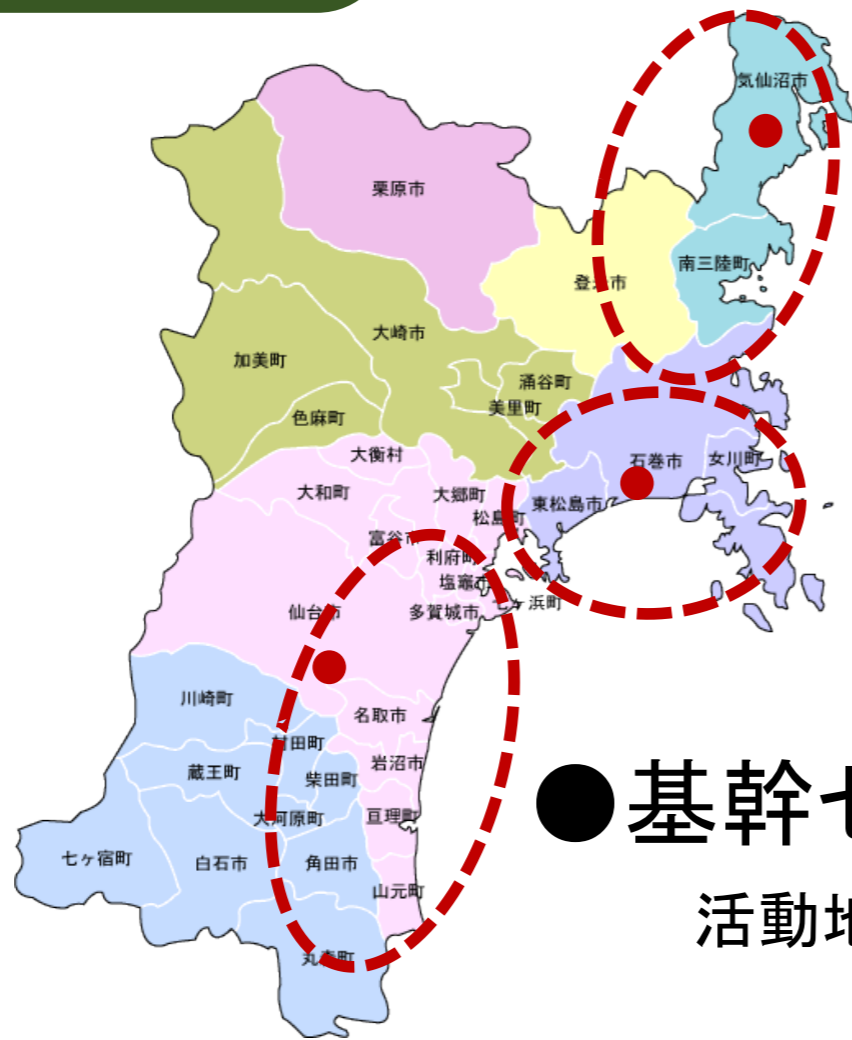 気仙沼市
栗原市
南三陸町
登米市
大崎市
加美町
涌谷町
美里町
色麻町
大衡村
石巻市
女川町
大和町
大郷町
東松島市
松島町
富谷市
利府町
塩竈市
七ヶ浜町
仙台市
多賀城市
川崎町
名取市
村田町
岩沼市
蔵王町
柴田町
大河原町
亘理町
七ヶ宿町
白石市
角田市
山元町
丸森町
●基幹セ
活動地